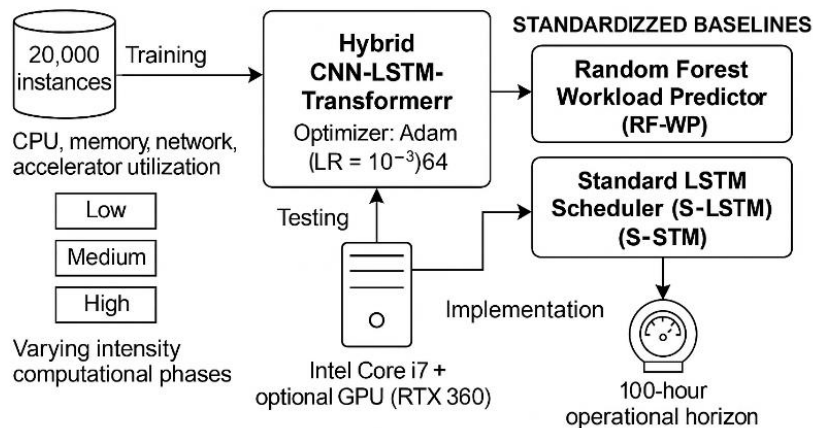 20,000
instances
Training
CPU, memory, network,
accelerator utilization
Low
Medium
High
Varying intensity
computational phases
Hybrid
CNN-LSTM-
Transformerr
Optimizer: Adam
(LR = 10⁻³)64
Testing
Intel Core i7 +
optional GPU (RTX 360)
STANDARDIZZED BASELINES
Random Forest
Workload Predictor
(RF-WP)
Standard LSTM
Scheduler (S-LSTM)
(S-STM)
Implementation
100-hour
operational horizon